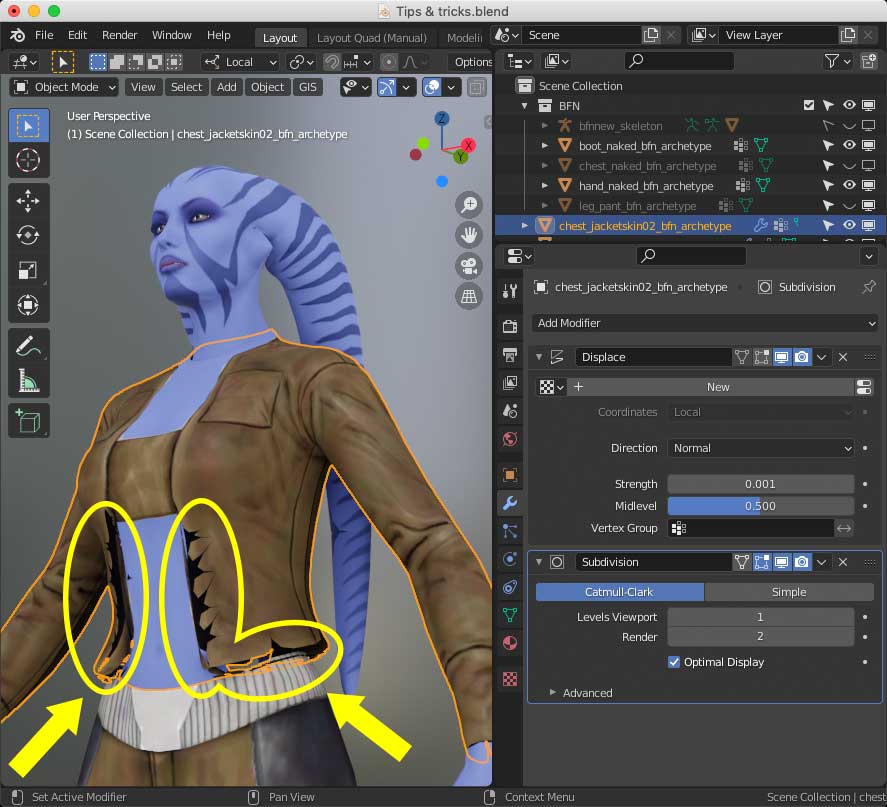 Tips & tricks.blend
File Edit Render Window Help Layout Layout Quad (Manual) Modeli Scene View Layer
Local Options
Object Mode View Select Add Object GIS
User Perspective
(1) Scene Collection | chest_jacketskin02_bfn_archetype
Z
X
Y
Scene Collection
BFN
bfnnew_skeleton
boot_naked_bfn_archetype
chest_naked_bfn_archetype
hand_naked_bfn_archetype
leg_pant_bfn_archetype
chest_jacketskin02_bfn_archetype
chest_jacketskin02_bfn_archetype Subdivision
Add Modifier
Displace
New
Coordinates Local
Direction Normal
Strength 0.001
Midlevel 0.500
Vertex Group
Subdivision
Catmull-Clark Simple
Levels Viewport 1
Render 2
Optimal Display
Advanced
Set Active Modifier Pan View Context Menu Scene Collection | chest